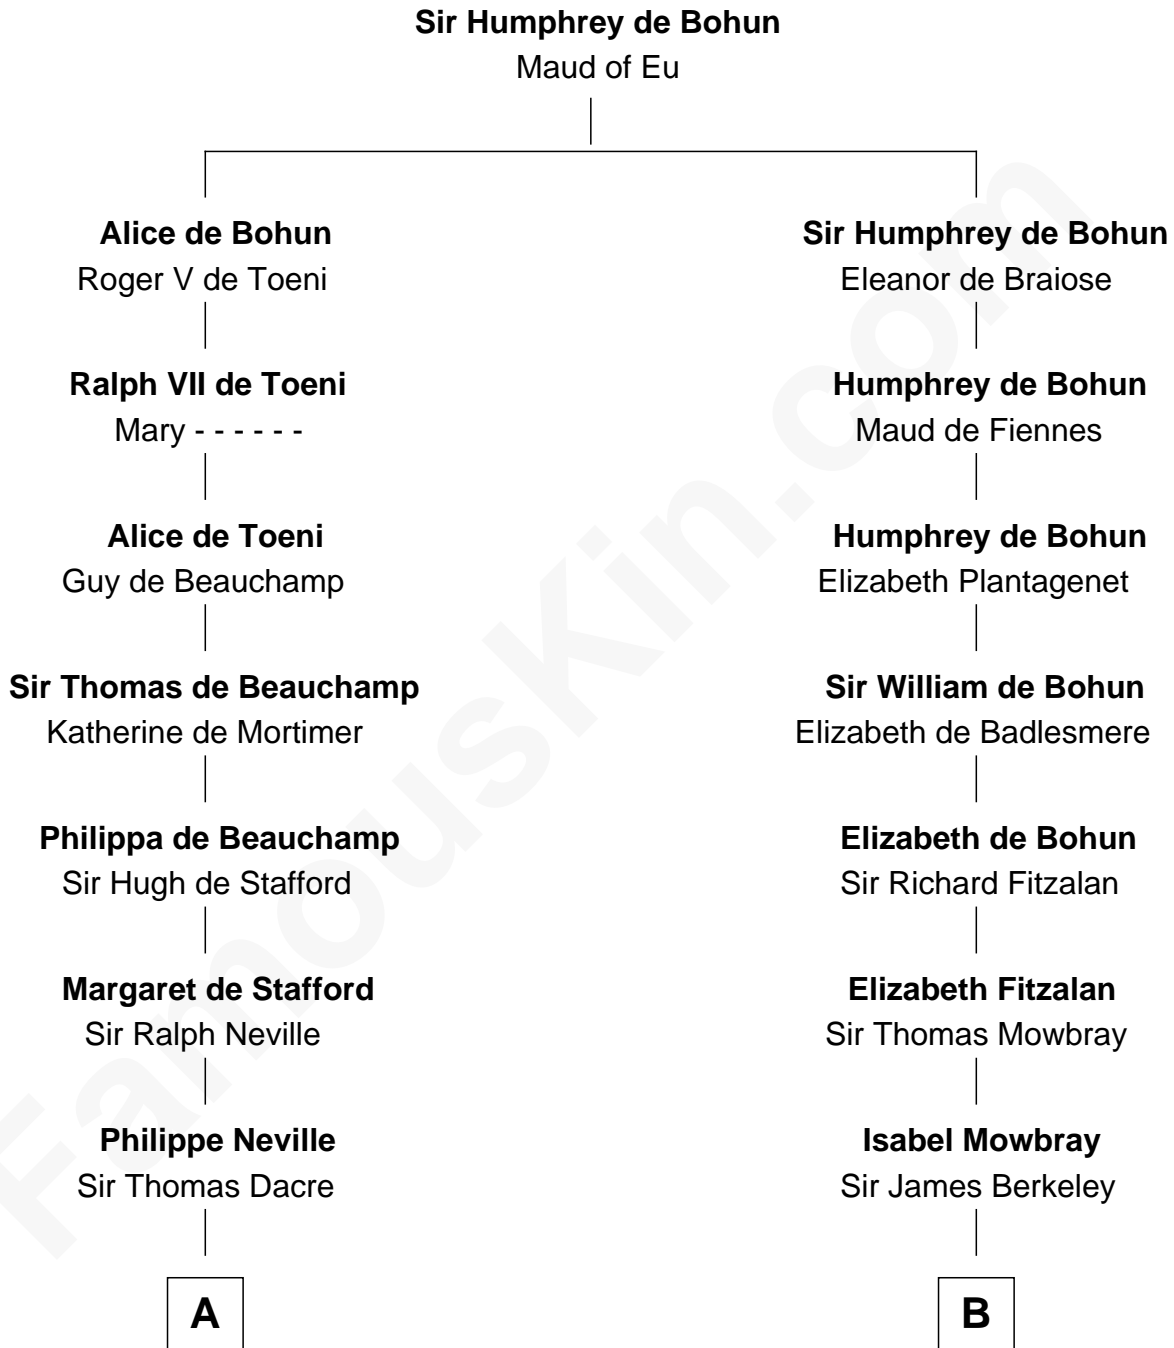 Sir Humphrey de Bohun
Maud of Eu
Alice de Bohun
Roger V de Toeni
Sir Humphrey de Bohun
Eleanor de Braiose
Ralph VII de Toeni
Mary - - - - - -
Humphrey de Bohun
Maud de Fiennes
Alice de Toeni
Guy de Beauchamp
Humphrey de Bohun
Elizabeth Plantagenet
Sir Thomas de Beauchamp
Katherine de Mortimer
Sir William de Bohun
Elizabeth de Badlesmere
Philippa de Beauchamp
Sir Hugh de Stafford
Elizabeth de Bohun
Sir Richard Fitzalan
Margaret de Stafford
Sir Ralph Neville
Elizabeth Fitzalan
Sir Thomas Mowbray
Philippe Neville
Sir Thomas Dacre
Isabel Mowbray
Sir James Berkeley
A
B
FamousKin.com